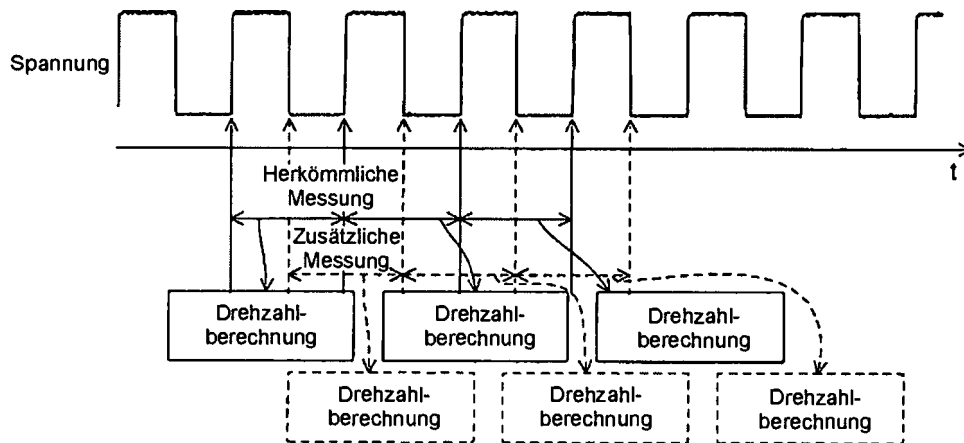 Spannung
t
Herkömmliche
Messung
Zusätzliche
Messung
Drehzahl-
berechnung
Drehzahl-
berechnung
Drehzahl-
berechnung
Drehzahl-
berechnung
Drehzahl-
berechnung
Drehzahl-
berechnung